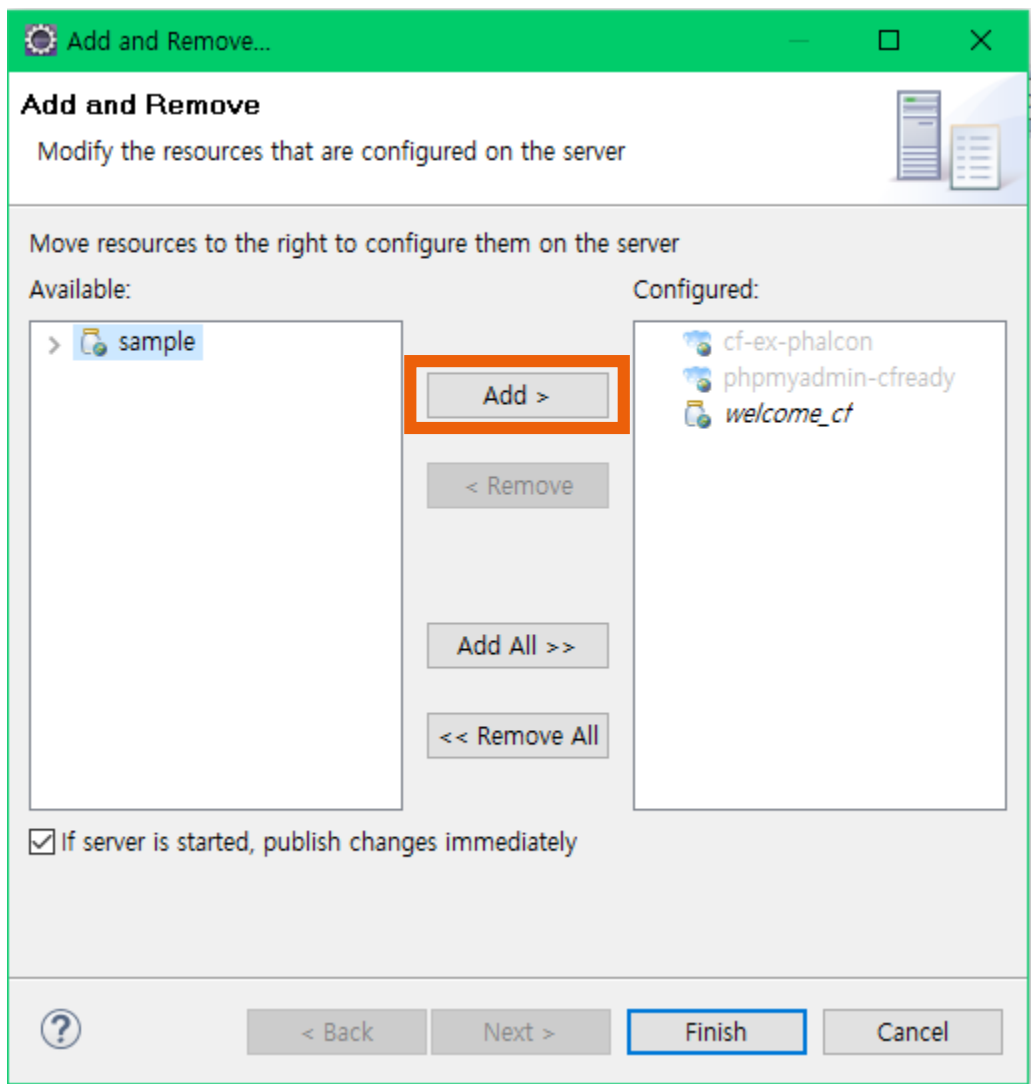 Add and Remove...
Add and Remove
Modify the resources that are configured on the server
Move resources to the right to configure them on the server
Available:
sample
Add >
< Remove
Add All >>
<< Remove All
Configured:
cf-ex-phalcon
phpmyadmin-cfready
welcome_cf
If server is started, publish changes immediately
?
< Back
Next >
Finish
Cancel